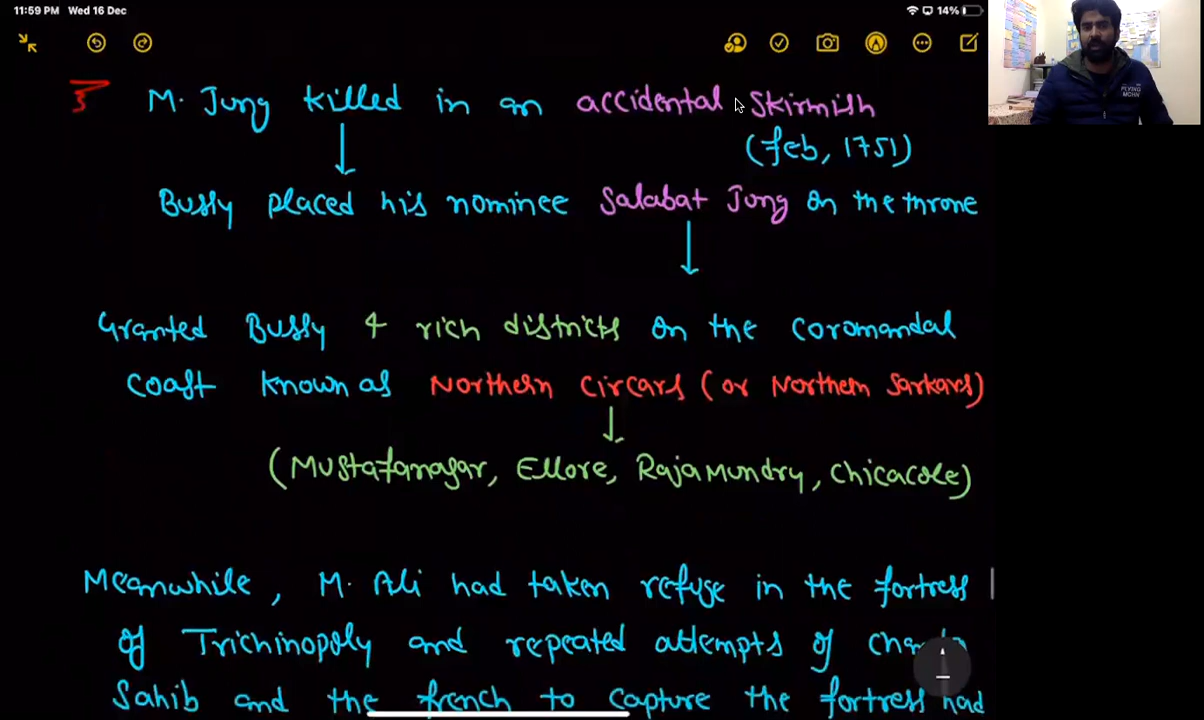 11:59 PM Wed 16 Dec
14%
M. Jung killed in an accidental skirmish
(feb, 1751)
Bussy placed his nominee Salabat Jung on the throne
Granted Bussy 4 rich districts on the coromandal
coast known as Northern Circars (or Northern Sarkars)
(Mustafanagar, Ellore, Rajamundry, Chicacole)
Meanwhile, M. Ali had taken refuge in the fortress
of Trichinopoly and repeated attempts of
Sahib and the french to capture the fortress had
FLYING
MCHN